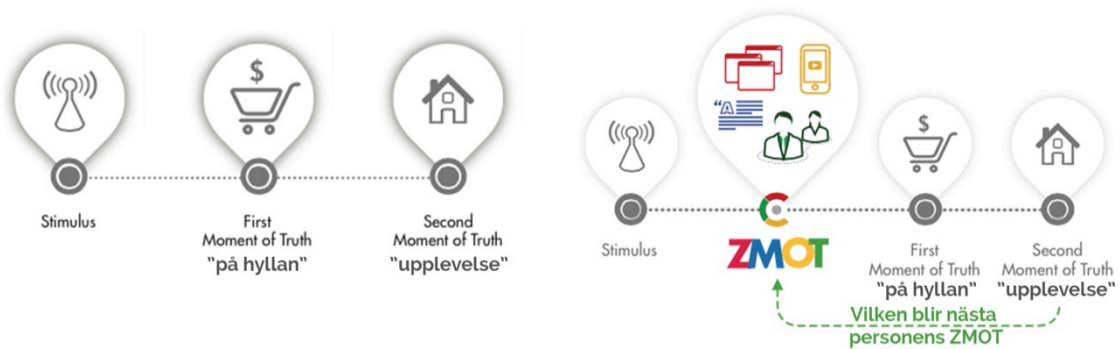 $
Stimulus
First
Moment of Truth
”på hyllan”
Second
Moment of Truth
”upplevelse”
“A
$
Stimulus
ZMOT
First
Moment of Truth
”på hyllan”
Second
Moment of Truth
”upplevelse”
Vilken blir nästa
personens ZMOT